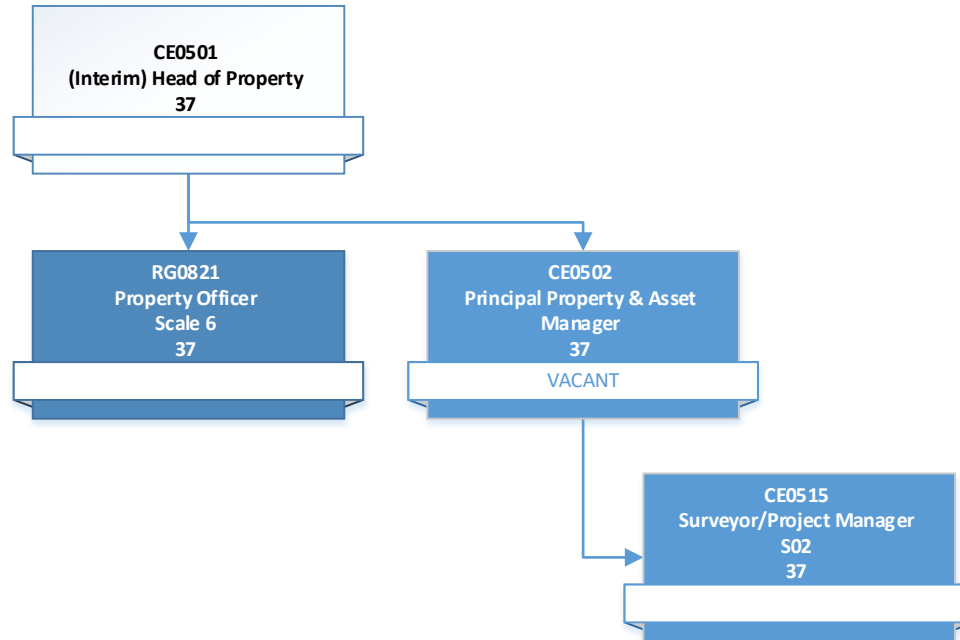 CE0501
(Interim) Head of Property
37
RG0821
Property Officer
Scale 6
37
CE0502
Principal Property & Asset
Manager
37
VACANT
CE0515
Surveyor/Project Manager
S02
37